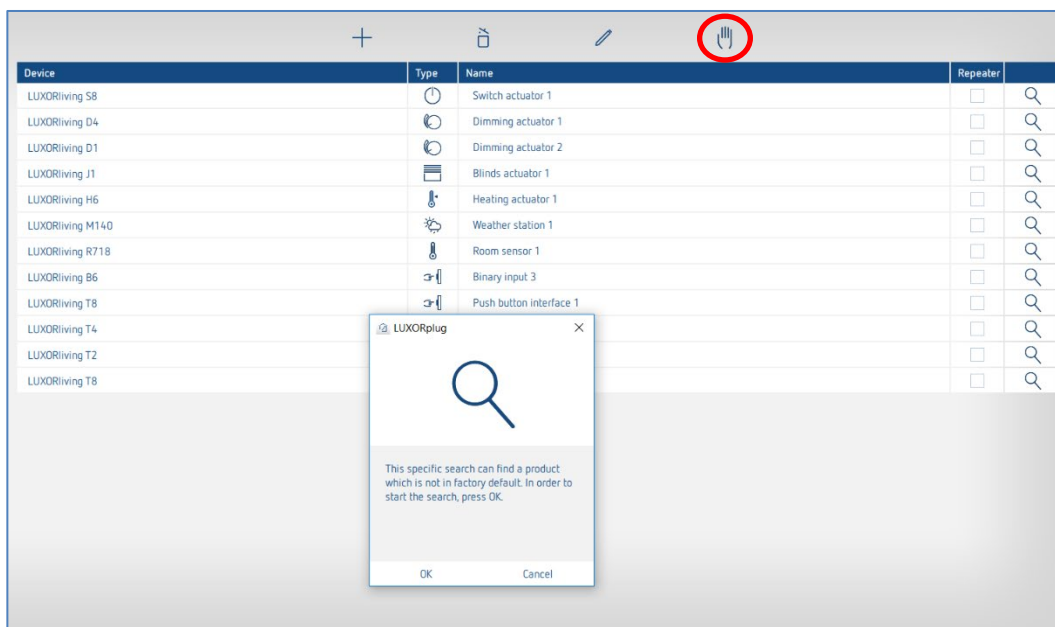 Device Type Name Repeater
LUXORliving S8 Switch actuator 1
LUXORliving D4 Dimming actuator 1
LUXORliving D1 Dimming actuator 2
LUXORliving J1 Blinds actuator 1
LUXORliving H6 Heating actuator 1
LUXORliving M140 Weather station 1
LUXORliving R718 Room sensor 1
LUXORliving B6 Binary input 3
LUXORliving T8 Push button interface 1
LUXORliving T4
LUXORliving T2
LUXORliving T8
LUXORplug
This specific search can find a product
which is not in factory default. In order to
start the search, press OK.
OK Cancel